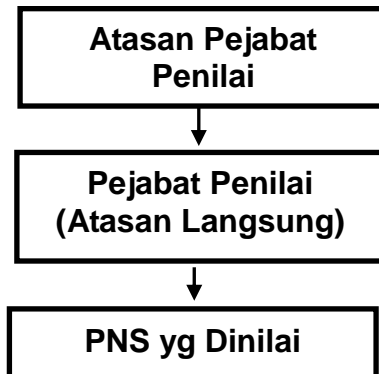 Atasan Pejabat
Penilai
Pejabat Penilai
(Atasan Langsung)
PNS yg Dinilai